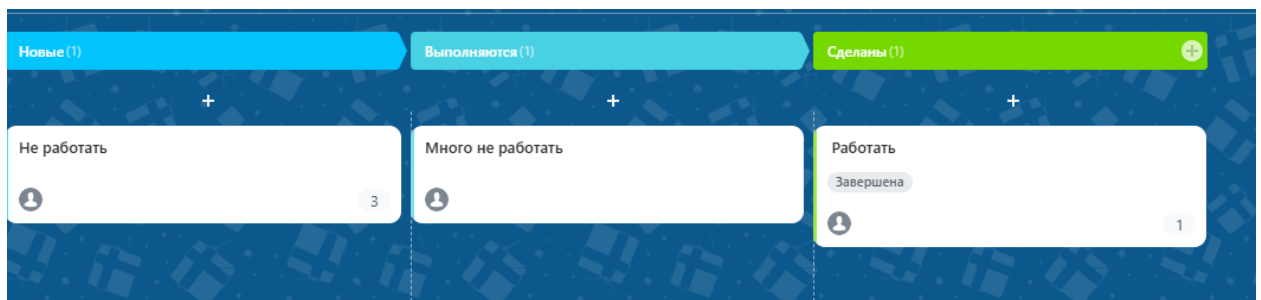 Новые (1)
Выполняются (1)
Сделаны (1)
Не работать
3
Много не работать
Работать
Завершена
1